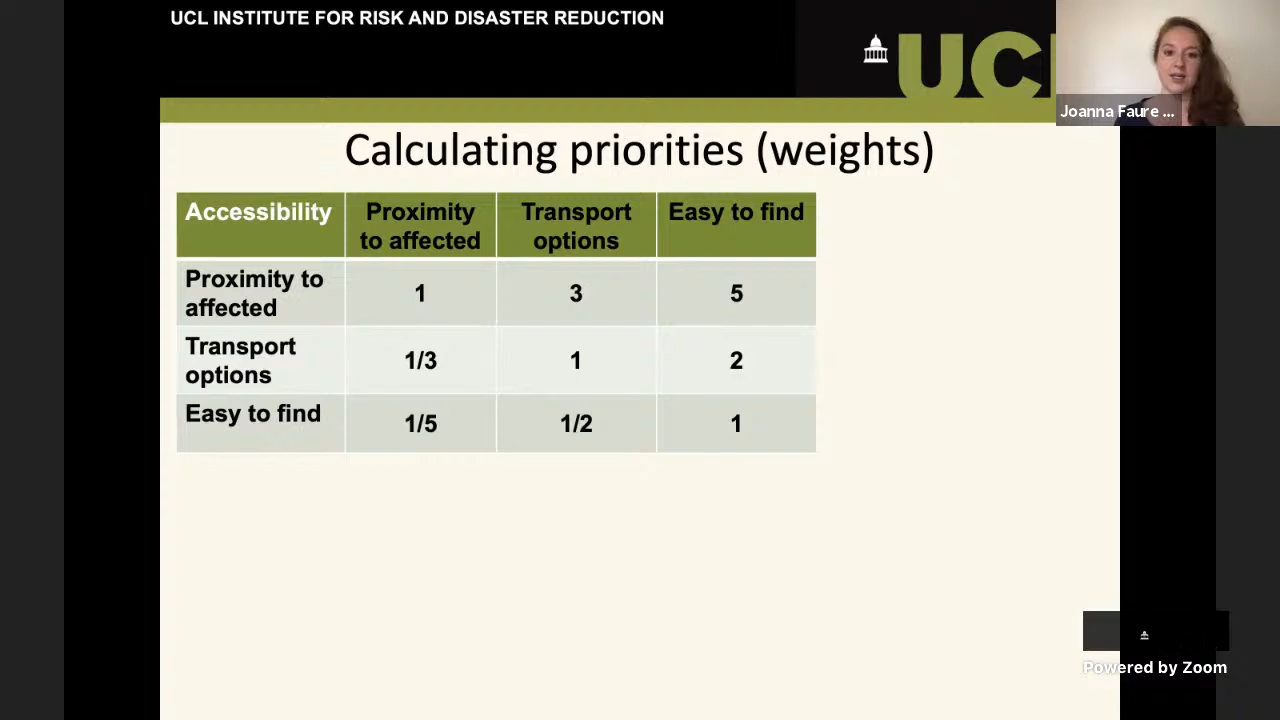 UCL INSTITUTE FOR RISK AND DISASTER REDUCTION
UCL
Joanna Faure ...
Calculating priorities (weights)
Accessibility Proximity to affected Transport options Easy to find
Proximity to affected 1 3 5
Transport options 1/3 1 2
Easy to find 1/5 1/2 1
Powered by Zoom